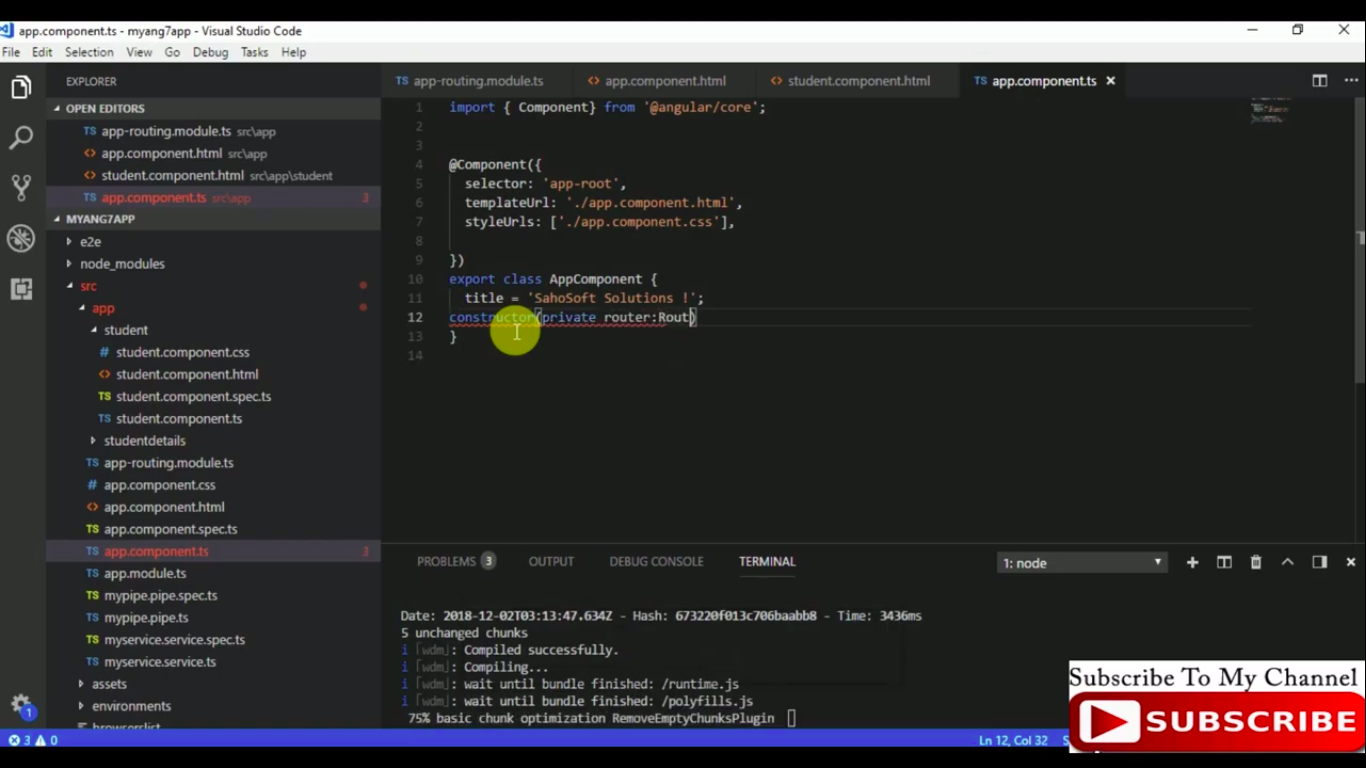 app.component.ts - myang7app - Visual Studio Code
File Edit Selection View Go Debug Tasks Help
EXPLORER
OPEN EDITORS
TS app-routing.module.ts src\app
<> app.component.html src\app
<> student.component.html src\app\student
TS app.component.ts src\app 3
MYANG7APP
e2e
node_modules
src
app
student
# student.component.css
<> student.component.html
TS student.component.spec.ts
TS student.component.ts
studentdetails
TS app-routing.module.ts
# app.component.css
<> app.component.html
TS app.component.spec.ts
TS app.component.ts 3
TS app.module.ts
TS mypipe.pipe.spec.ts
TS mypipe.pipe.ts
TS myservice.service.spec.ts
TS myservice.service.ts
assets
environments
browserslist
1
TS app-routing.module.ts <> app.component.html <> student.component.html TS app.component.ts
1 import { Component} from '@angular/core';
2
3
4 @Component({
5 selector: 'app-root',
6 templateUrl: './app.component.html',
7 styleUrls: ['./app.component.css'],
8
9 })
10 export class AppComponent {
11 title = 'SahoSoft Solutions !';
12 constructor(private router:Rout)
13 }
14
PROBLEMS 3 OUTPUT DEBUG CONSOLE TERMINAL 1: node
Date: 2018-12-02T03:13:47.634Z - Hash: 673220f013c706baabb8 - Time: 3436ms
5 unchanged chunks
i ｢wdm｣: Compiled successfully.
i ｢wdm｣: Compiling...
i ｢wdm｣: wait until bundle finished: /runtime.js
i ｢wdm｣: wait until bundle finished: /polyfills.js
75% basic chunk optimization RemoveEmptyChunksPlugin
3 0 Ln 12, Col 32
Subscribe To My Channel
SUBSCRIBE